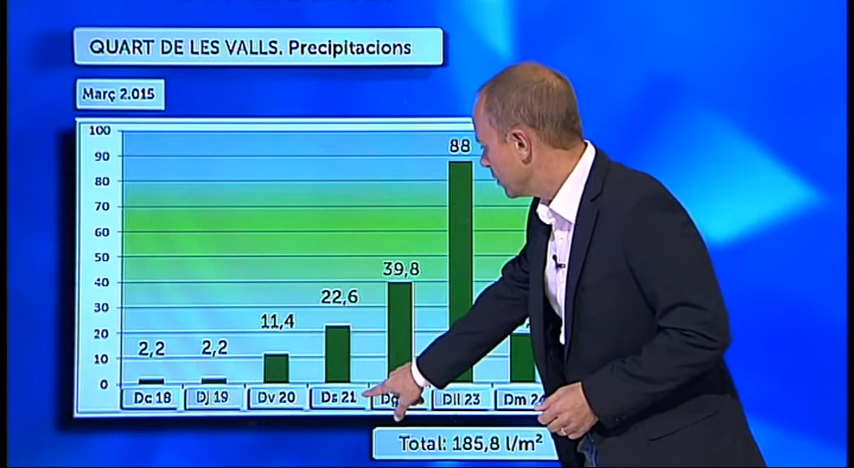 QUART DE LES VALLS. Precipitacions
Març 2.015
100
90
80
70
60
50
40
30
20
10
0
2,2
2,2
11,4
22,6
39,8
88
Dc 18
Dj 19
Dv 20
Ds 21
Dll 23
Dm
Total: 185,8 l/m²